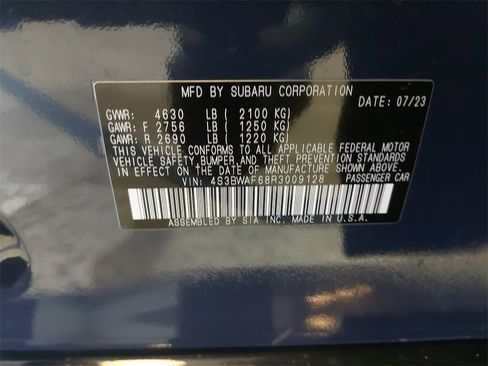 MFD BY SUBARU CORPORATION
DATE: 07/23
GVWR: 4630 LB ( 2100 KG)
GAWR: F 2756 LB ( 1250 KG)
GAWR: R 2690 LB ( 1220 KG)
THIS VEHICLE CONFORMS TO ALL APPLICABLE FEDERAL MOTOR
VEHICLE SAFETY, BUMPER, AND THEFT PREVENTION STANDARDS
IN EFFECT ON THE DATE OF MANUFACTURE SHOWN ABOVE.
VIN: 4S3BWAF68R3009128 PASSENGER CAR
ASSEMBLED BY SIA INC. MADE IN U.S.A.